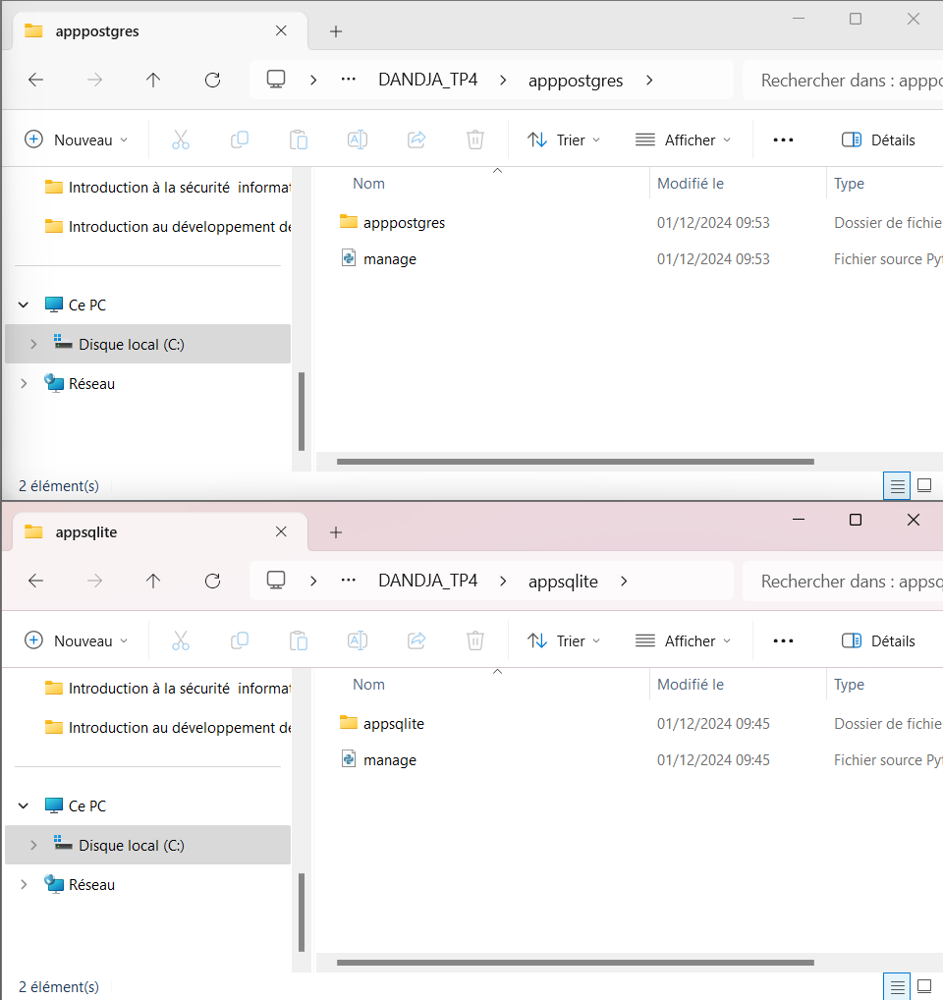 apppostgres
DANDJA_TP4 apppostgres Rechercher dans : apppo
Nouveau Trier Afficher Détails
Introduction à la sécurité informat
Introduction au développement de
Ce PC
Disque local (C:)
Réseau
Nom Modifié le Type
apppostgres 01/12/2024 09:53 Dossier de fichie
manage 01/12/2024 09:53 Fichier source Pyt
2 élément(s)
appsqlite
DANDJA_TP4 appsqlite Rechercher dans : appsq
Nouveau Trier Afficher Détails
Introduction à la sécurité informat
Introduction au développement de
Ce PC
Disque local (C:)
Réseau
Nom Modifié le Type
appsqlite 01/12/2024 09:45 Dossier de fichie
manage 01/12/2024 09:45 Fichier source Pyt
2 élément(s)